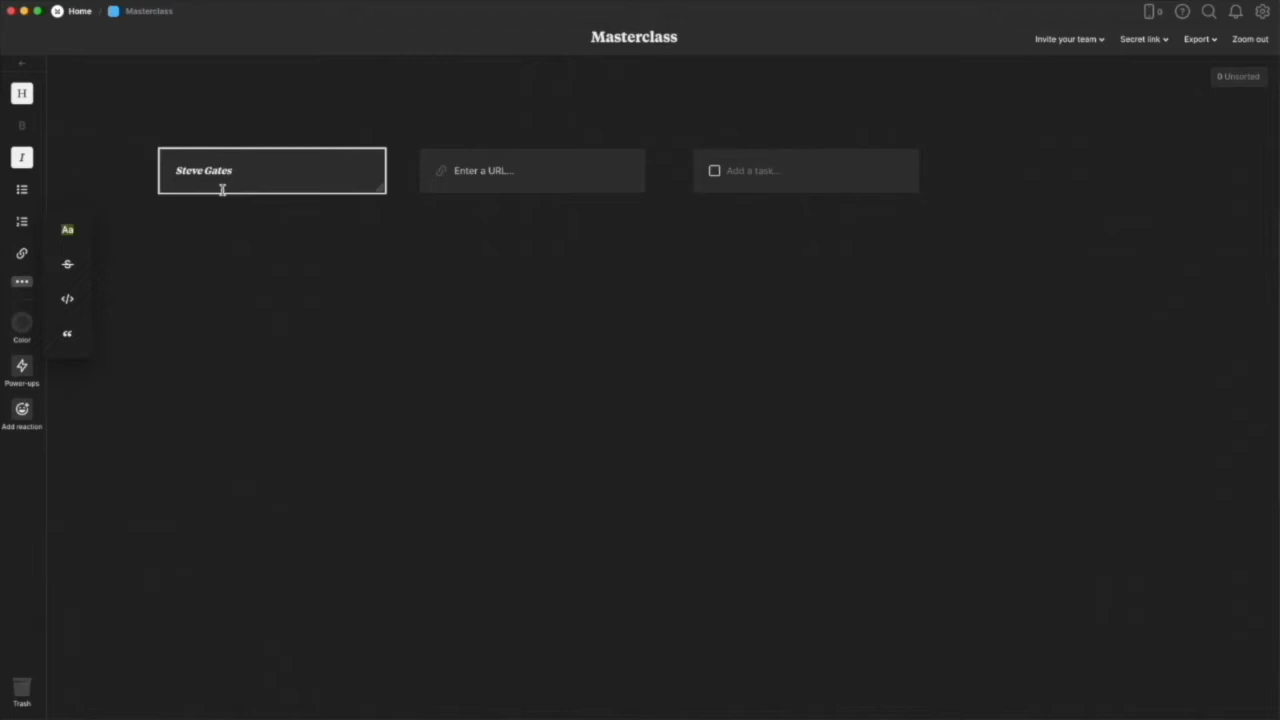 Home
Masterclass
0
Masterclass
Invite your team
Secret link
Export
Zoom out
0 Unsorted
H
B
I
Steve Gates
Enter a URL...
Add a task...
Aa
Color
Power-ups
Add reaction
Trash